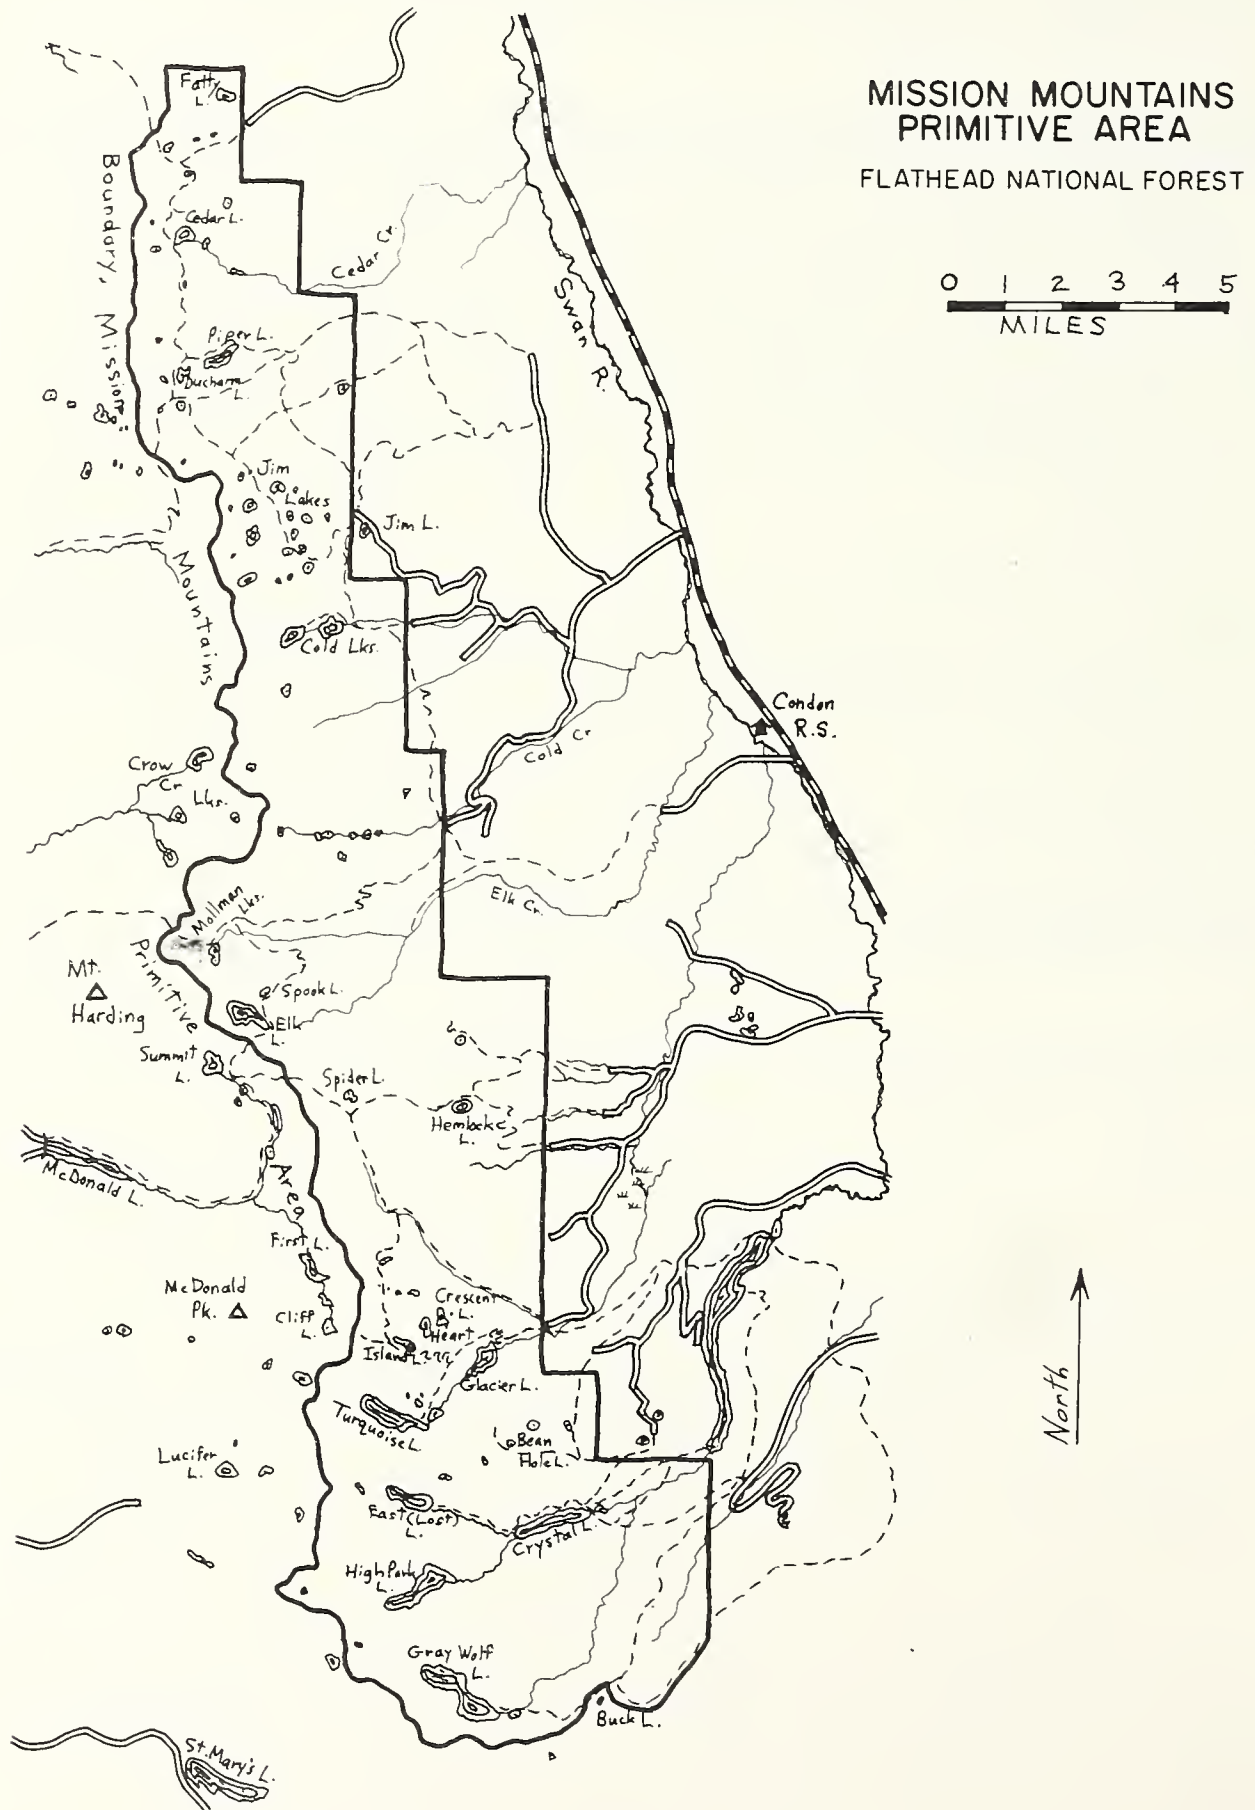 MISSION MOUNTAINS
PRIMITIVE AREA
FLATHEAD NATIONAL FOREST
0 1 2 3 4 5
MILES
Fatty
L.
Boundary, Mission
Mountains
Primitive
Area
Cedar L.
Cedar Cr.
Swan R.
Piper L.
Ducharm
L.
L.
Jim
Lakes
Jim L.
Cold Lks.
Condon
R.S.
Cold Cr
Crow
Cr
Lks.
Mollman
Lks.
Elk Cr.
Mt.
Harding
Spook L.
Elk
L.
Summit
L.
Spider L.
Hemlock
L.
McDonald L.
First L.
McDonald
Pk.
Cliff
L.
Crescent
L.
Heart
Island L.
Glacier L.
Turquoise L.
Bean
Hole L.
Lucifer
L.
East (Lost)
L.
Crystal L.
High Park
L.
Gray Wolf
L.
Buck L.
St. Mary's L.
North